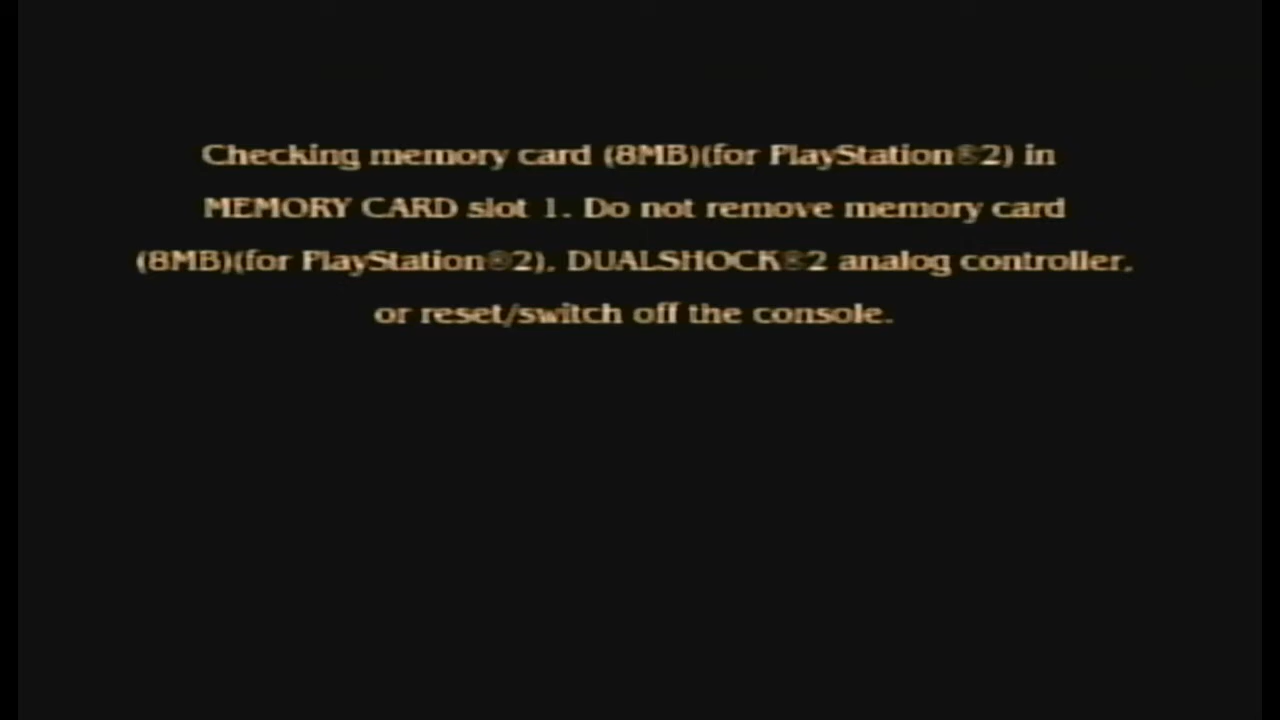 Checking memory card (8MB)(for PlayStation®2) in
MEMORY CARD slot 1. Do not remove memory card
(8MB)(for PlayStation®2), DUALSHOCK®2 analog controller,
or reset/switch off the console.